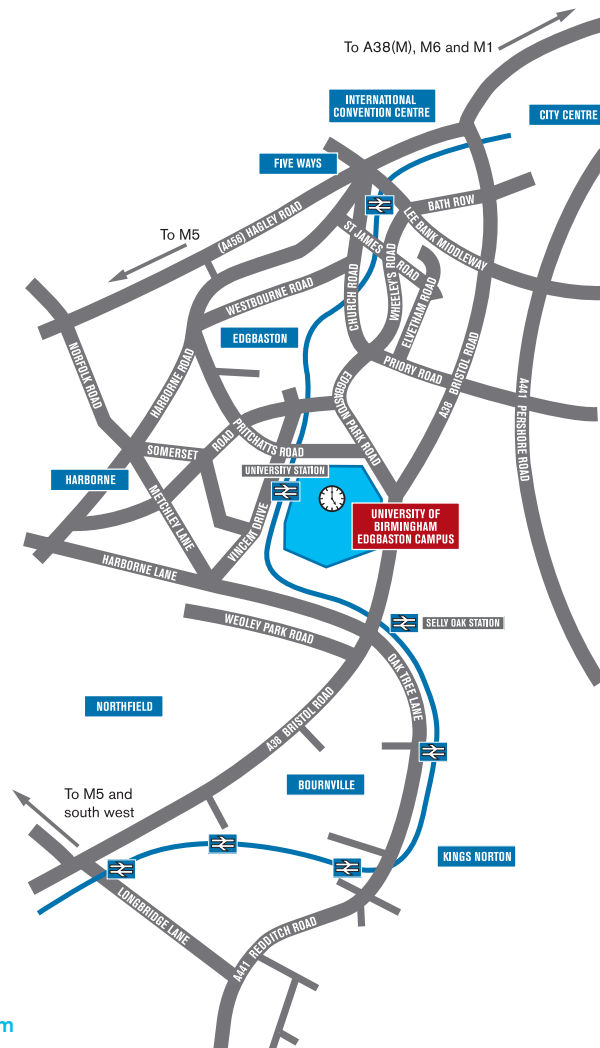 To A38(M), M6 and M1
INTERNATIONAL
CONVENTION CENTRE
CITY CENTRE
FIVE WAYS
BATH ROW
(A456) HAGLEY ROAD
ST JAMES
ROAD
LEE BANK MIDDLEWAY
To M5
WESTBOURNE ROAD
CHURCH ROAD
WHEELEY'S ROAD
ELVETHAM ROAD
EDGBASTON
NORFOLK ROAD
HARBORNE ROAD
EDGBASTON PARK ROAD
PRIORY ROAD
A38 BRISTOL ROAD
A441 PERSHORE ROAD
SOMERSET
ROAD
PRITCHATTS ROAD
UNIVERSITY STATION
HARBORNE
METCHLEY LANE
VINCENT DRIVE
UNIVERSITY OF
BIRMINGHAM
EDGBASTON CAMPUS
HARBORNE LANE
WEOLEY PARK ROAD
SELLY OAK STATION
OAK TREE LANE
NORTHFIELD
A38 BRISTOL ROAD
BOURNVILLE
To M5 and
south west
KINGS NORTON
LONGBRIDGE LANE
A441 REDDITCH ROAD
m